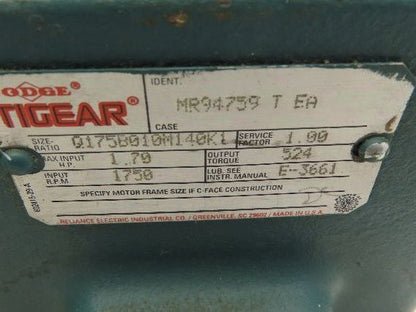 DODGE
TIGEAR®
IDENT. MR94759 T EA
CASE
SIZE-RATIO Q175B010M140K1 SERVICE FACTOR 1.00
MAX INPUT H.P. 1.70 OUTPUT TORQUE 524
INPUT R.P.M 1750 LUB. SEE INSTR. MANUAL E-3661
SPECIFY MOTOR FRAME SIZE IF C-FACE CONSTRUCTION
RELIANCE ELECTRIC INDUSTRIAL CO. / GREENVILLE, SC 29602 / MADE IN U.S.A.